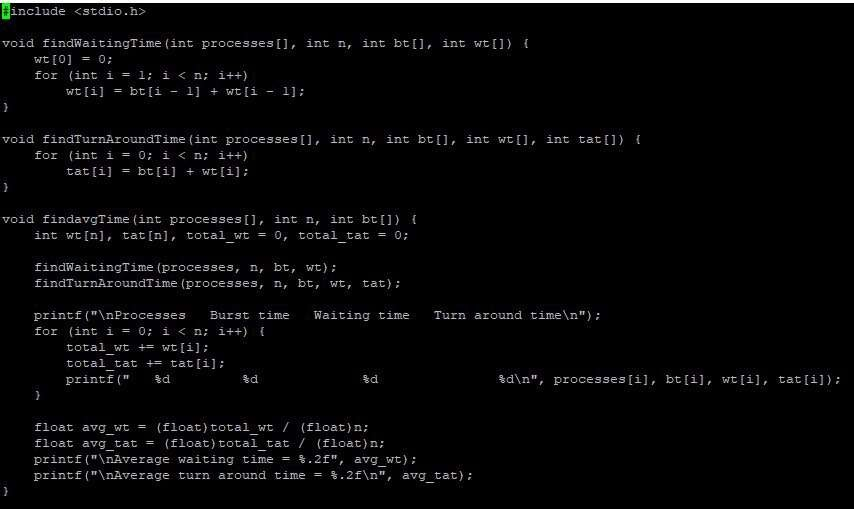 #include <stdio.h>

void findWaitingTime(int processes[], int n, int bt[], int wt[]) {
    wt[0] = 0;
    for (int i = 1; i < n; i++)
        wt[i] = bt[i - 1] + wt[i - 1];
}

void findTurnAroundTime(int processes[], int n, int bt[], int wt[], int tat[]) {
    for (int i = 0; i < n; i++)
        tat[i] = bt[i] + wt[i];
}

void findavgTime(int processes[], int n, int bt[]) {
    int wt[n], tat[n], total_wt = 0, total_tat = 0;

    findWaitingTime(processes, n, bt, wt);
    findTurnAroundTime(processes, n, bt, wt, tat);

    printf("\nProcesses   Burst time   Waiting time   Turn around time\n");
    for (int i = 0; i < n; i++) {
        total_wt += wt[i];
        total_tat += tat[i];
        printf("   %d         %d             %d               %d\n", processes[i], bt[i], wt[i], tat[i]);
    }

    float avg_wt = (float)total_wt / (float)n;
    float avg_tat = (float)total_tat / (float)n;
    printf("\nAverage waiting time = %.2f", avg_wt);
    printf("\nAverage turn around time = %.2f\n", avg_tat);
}